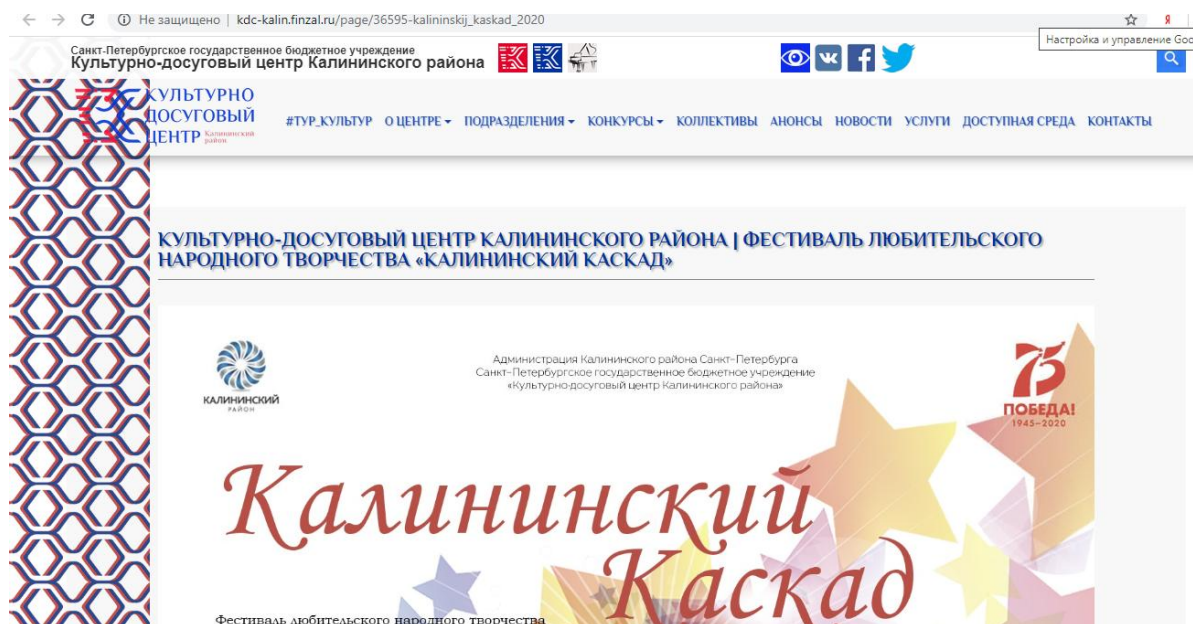 Не защищено | kdc-kalin.finzal.ru/page/36595-kalininskij_kaskad_2020
Я
Настройка и управление Goo
Санкт-Петербургское государственное бюджетное учреждение
Культурно-досуговый центр Калининского района
КУЛЬТУРНО
ДОСУГОВЫЙ
ЦЕНТР Калининский район
#ТУР_КУЛЬТУР О ЦЕНТРЕ ПОДРАЗДЕЛЕНИЯ КОНКУРСЫ КОЛЛЕКТИВЫ АНОНСЫ НОВОСТИ УСЛУГИ ДОСТУПНАЯ СРЕДА КОНТАКТЫ
КУЛЬТУРНО-ДОСУГОВЫЙ ЦЕНТР КАЛИНИНСКОГО РАЙОНА | ФЕСТИВАЛЬ ЛЮБИТЕЛЬСКОГО
НАРОДНОГО ТВОРЧЕСТВА «КАЛИНИНСКИЙ КАСКАД»
КАЛИНИНСКИЙ
РАЙОН
Администрация Калининского района Санкт-Петербурга
Санкт-Петербургское государственное бюджетное учреждение
«Культурно-досуговый центр Калининского района»
75
ПОБЕДА!
1945-2020
Калининский
Каскад
Фестиваль любительского народного творчества